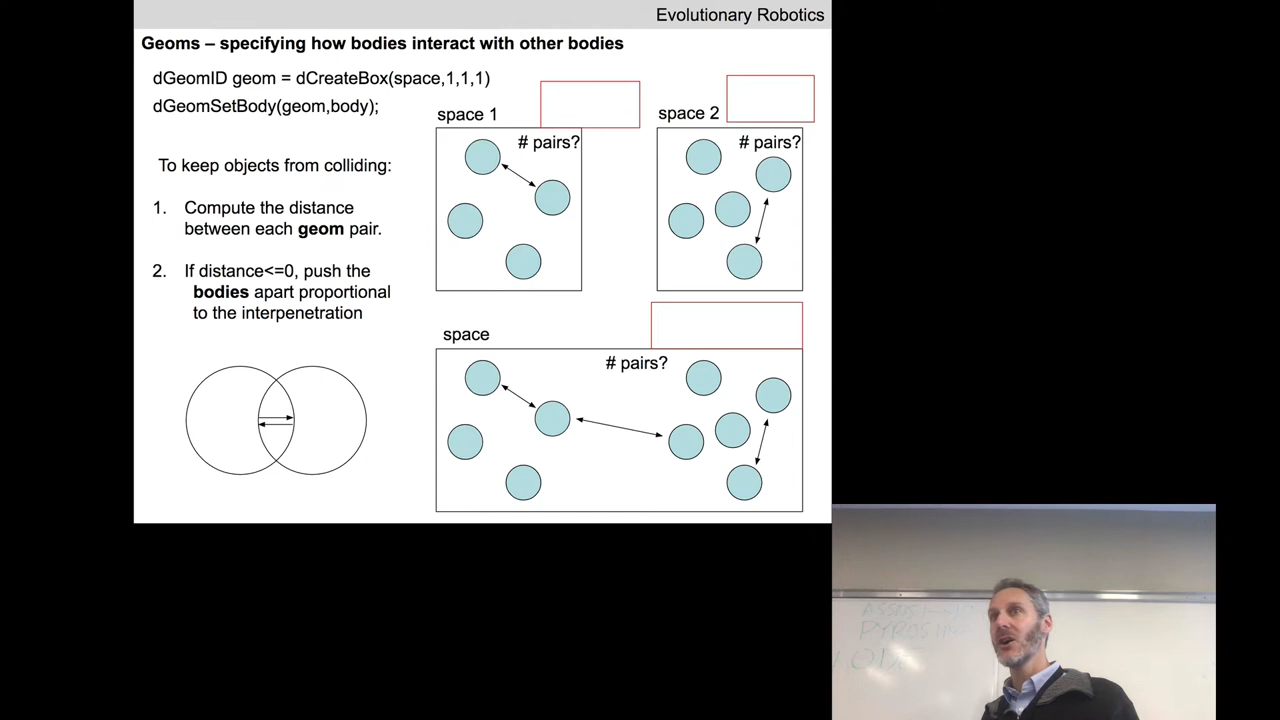 Evolutionary Robotics
Geoms – specifying how bodies interact with other bodies
dGeomID geom = dCreateBox(space,1,1,1)
dGeomSetBody(geom,body);
To keep objects from colliding:
1. Compute the distance
between each geom pair.
2. If distance<=0, push the
bodies apart proportional
to the interpenetration
space 1
# pairs?
space 2
# pairs?
space
# pairs?